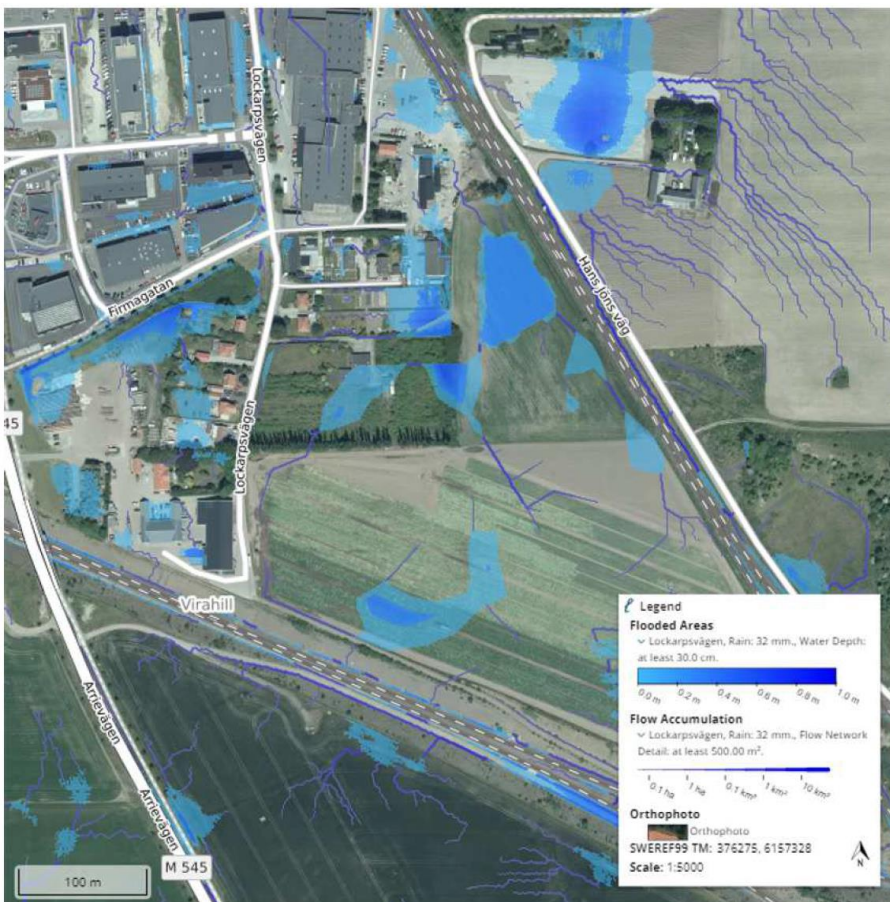 Lockarpsvägen
Hans Jöns väg
Firmagatan
45
Lockarpsvägen
Virahill
Arrievägen
Arrievägen
M 545
100 m
Legend
Flooded Areas
Lockarpsvägen, Rain: 32 mm., Water Depth:
at least 30.0 cm.
0.0 m 0.2 m 0.4 m 0.6 m 0.8 m 1.0 m
Flow Accumulation
Lockarpsvägen, Rain: 32 mm., Flow Network
Detail: at least 500.00 m².
0.1 ha 1 ha 0.1 km² 1 km² 10 km²
Orthophoto
Orthophoto
SWEREF99 TM: 376275, 6157328
Scale: 1:5000
N